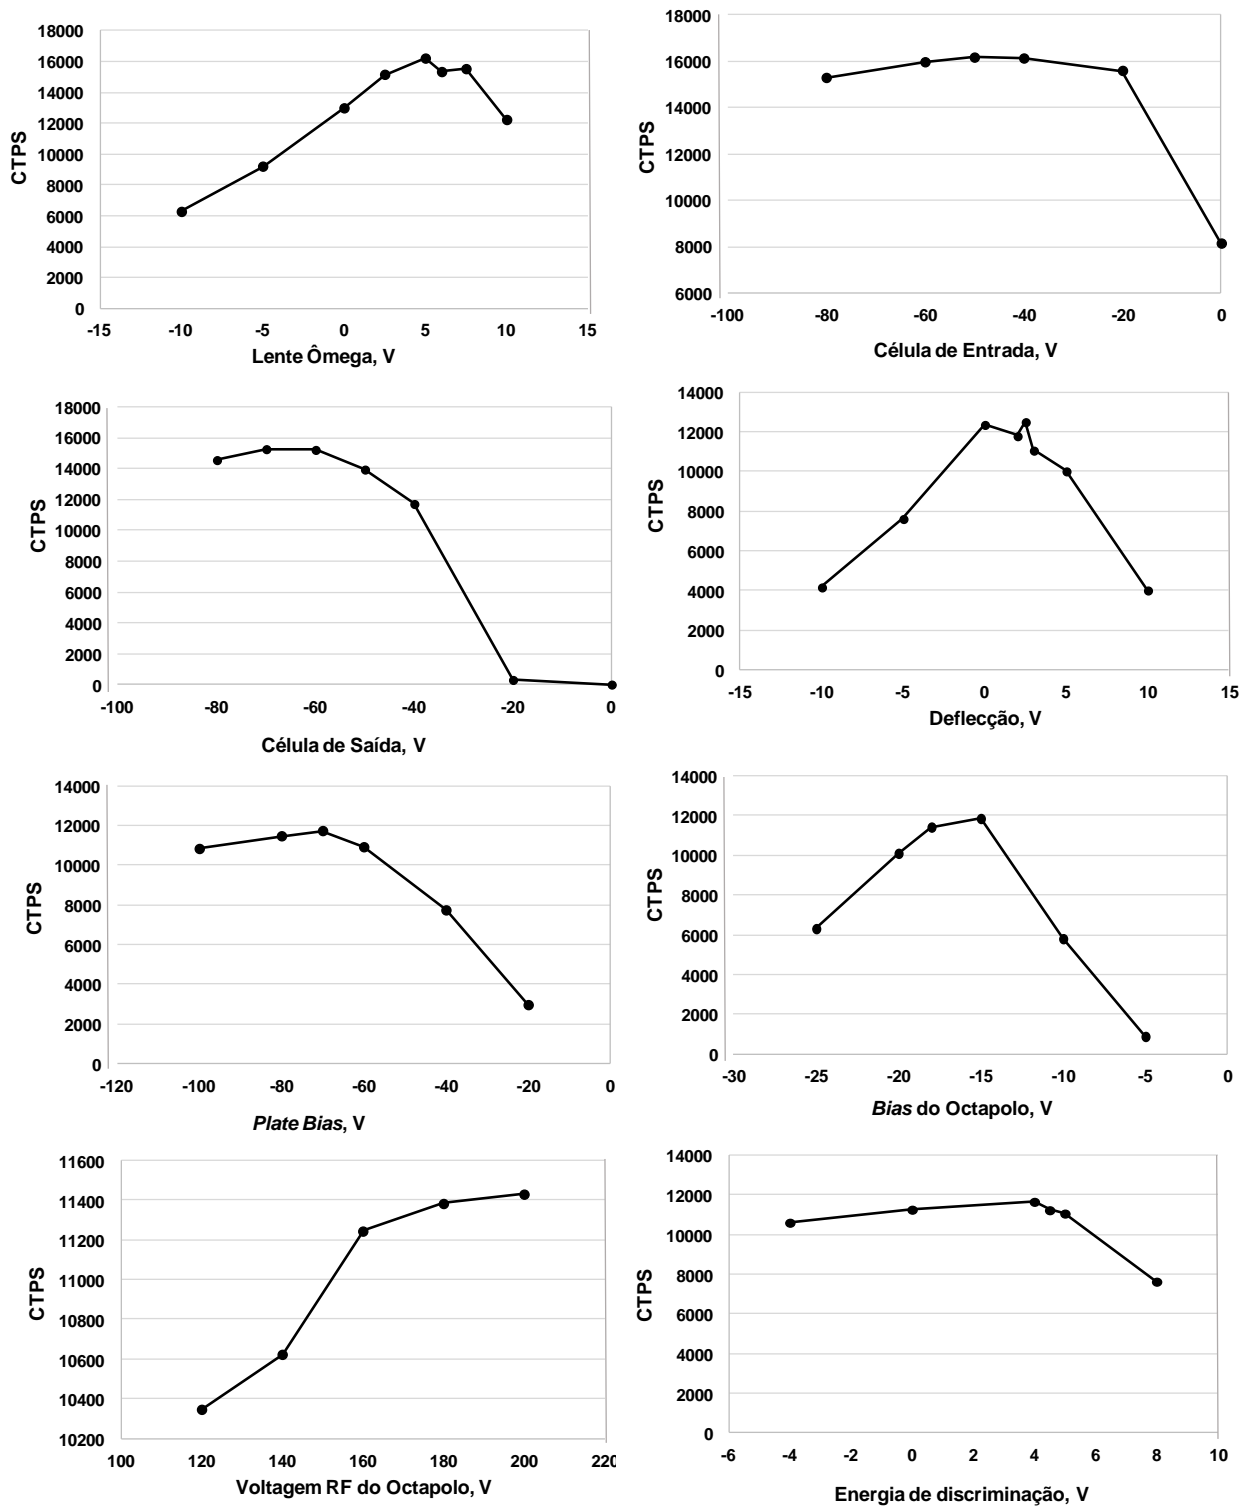 18000
16000
14000
12000
10000
8000
6000
4000
2000
0
CTPS
-15 -10 -5 0 5 10 15
Lente Ômega, V
18000
16000
14000
12000
10000
8000
6000
CTPS
-100 -80 -60 -40 -20 0
Célula de Entrada, V
18000
16000
14000
12000
10000
8000
6000
4000
2000
0
CTPS
-100 -80 -60 -40 -20 0
Célula de Saída, V
14000
12000
10000
8000
6000
4000
2000
0
CTPS
-15 -10 -5 0 5 10 15
Deflecção, V
14000
12000
10000
8000
6000
4000
2000
0
CTPS
-120 -100 -80 -60 -40 -20 0
Plate Bias, V
14000
12000
10000
8000
6000
4000
2000
0
CTPS
-30 -25 -20 -15 -10 -5 0
Bias do Octapolo, V
11600
11400
11200
11000
10800
10600
10400
10200
CTPS
100 120 140 160 180 200 220
Voltagem RF do Octapolo, V
14000
12000
10000
8000
6000
4000
2000
0
CTPS
-6 -4 -2 0 2 4 6 8 10
Energia de discriminação, V